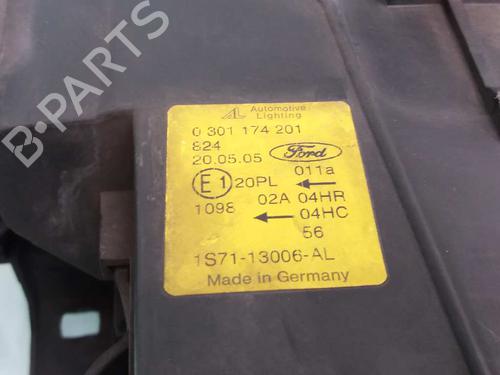 Automotive
Lighting
0 301 174 201
824
20.05.05 Ford
011a
E1 20PL
02A 04HR
1098 04HC
56
1S71-13006-AL
Made in Germany
B-PARTS